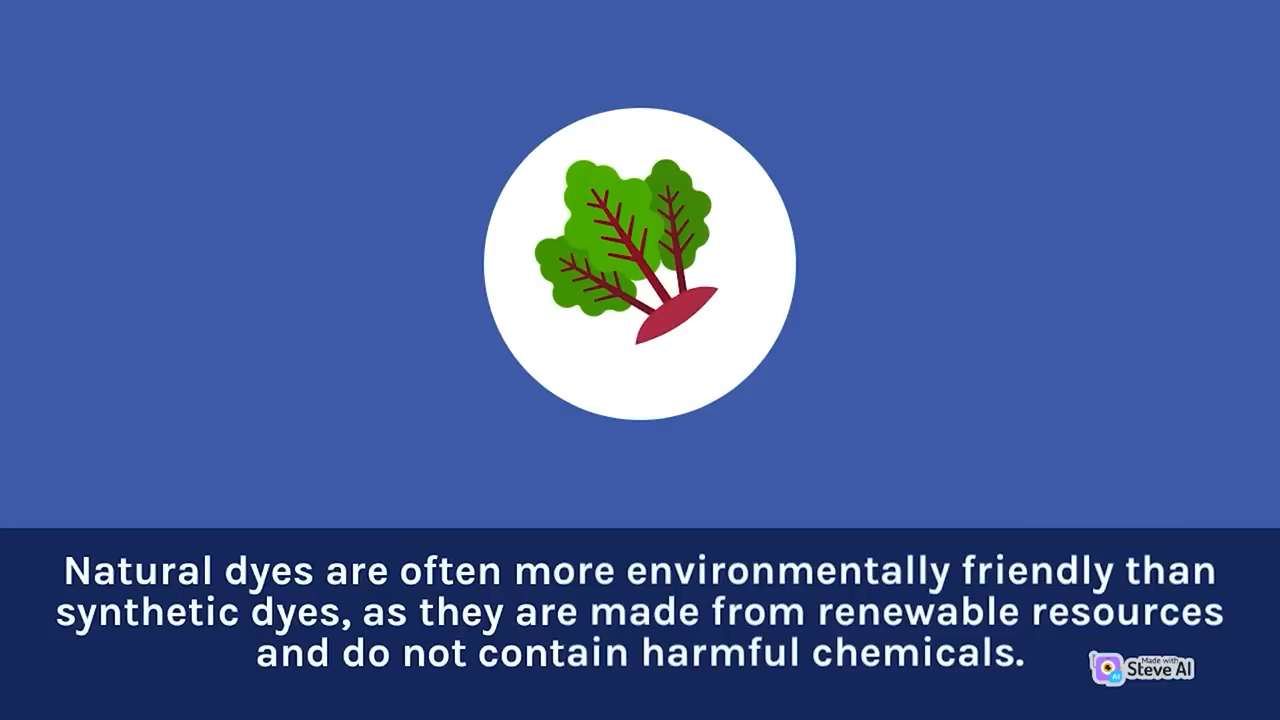 Natural dyes are often more environmentally friendly than
synthetic dyes, as they are made from renewable resources
and do not contain harmful chemicals.
Made with
Steve AI
AI